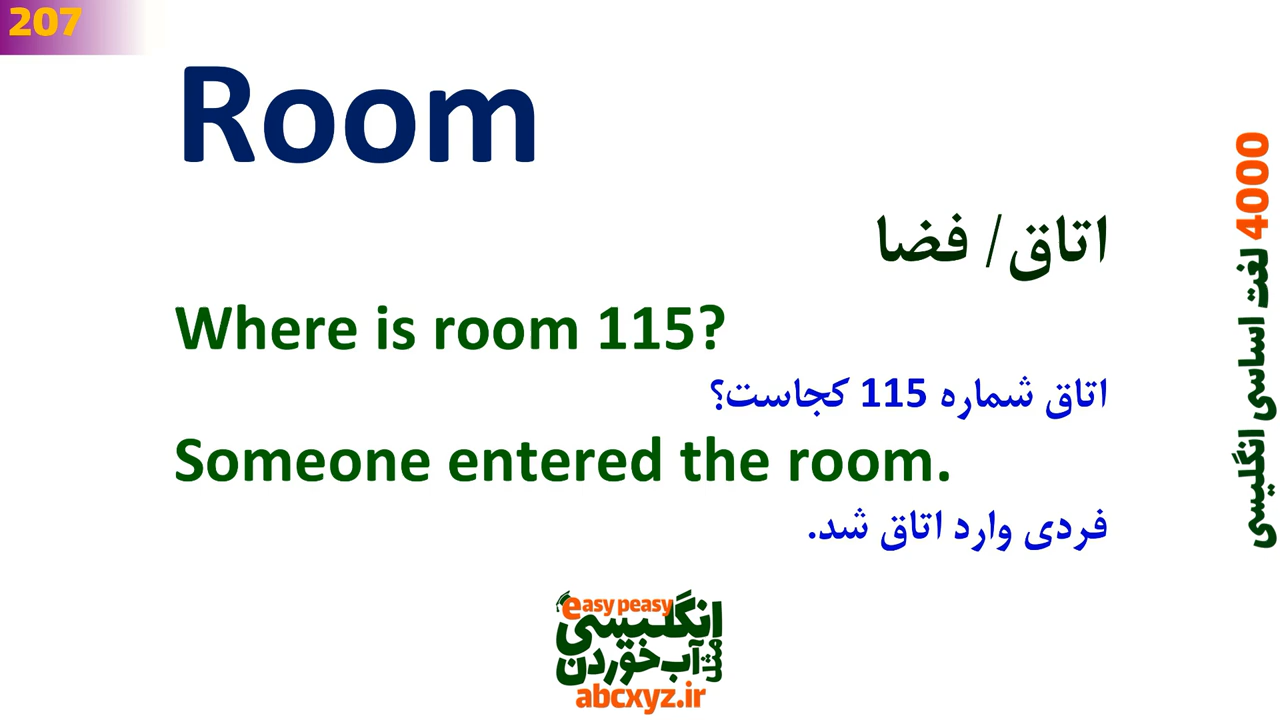 207
Room
اتاق/ فضا
Where is room 115?
اتاق شماره 115 کجاست؟
Someone entered the room.
فردی وارد اتاق شد.
4000 لغت اساسی انگلیسی
easy peasy
انگلیسی
مثل آب خوردن
abcxyz.ir